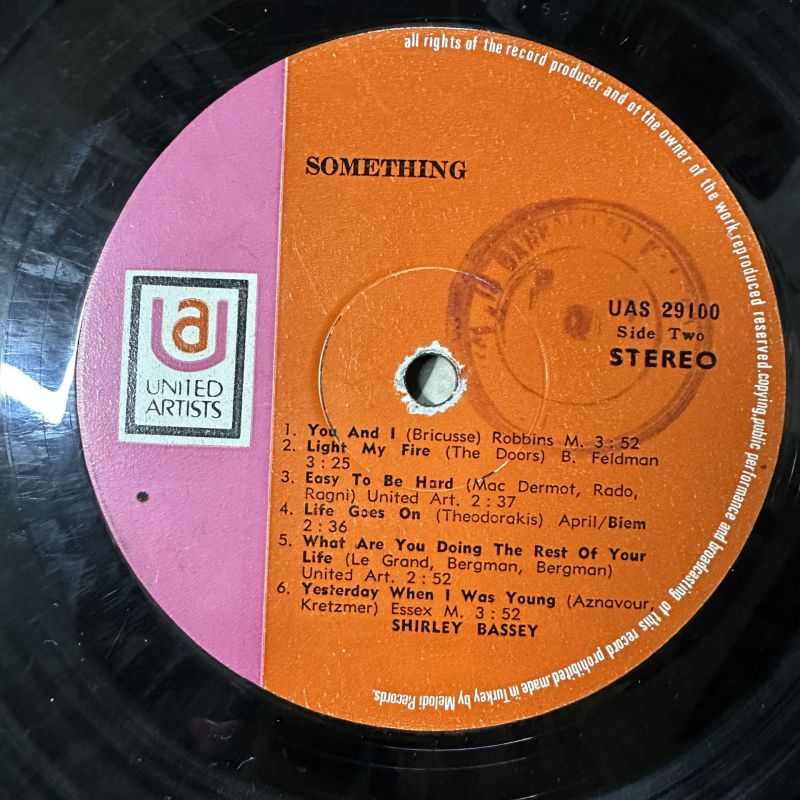 all rights of the record producer and of the owner of the work reproduced reserved.copying,public performance and broadcasting of this record prohibited.made in Turkey by Melodi Records.
SOMETHING
UAS 29100
Side Two
STEREO
ua
UNITED
ARTISTS
1. You And I (Bricusse) Robbins M. 3 : 52
2. Light My Fire (The Doors) B. Feldman
3 : 25
3. Easy To Be Hard (Mac Dermot, Rado,
Ragni) United Art. 2 : 37
4. Life Goes On (Theodorakis) April/Biem
2 : 36
5. What Are You Doing The Rest Of Your
Life (Le Grand, Bergman, Bergman)
United Art. 2 : 52
6. Yesterday When I Was Young (Aznavour,
Kretzmer) Essex M. 3 : 52
SHIRLEY BASSEY